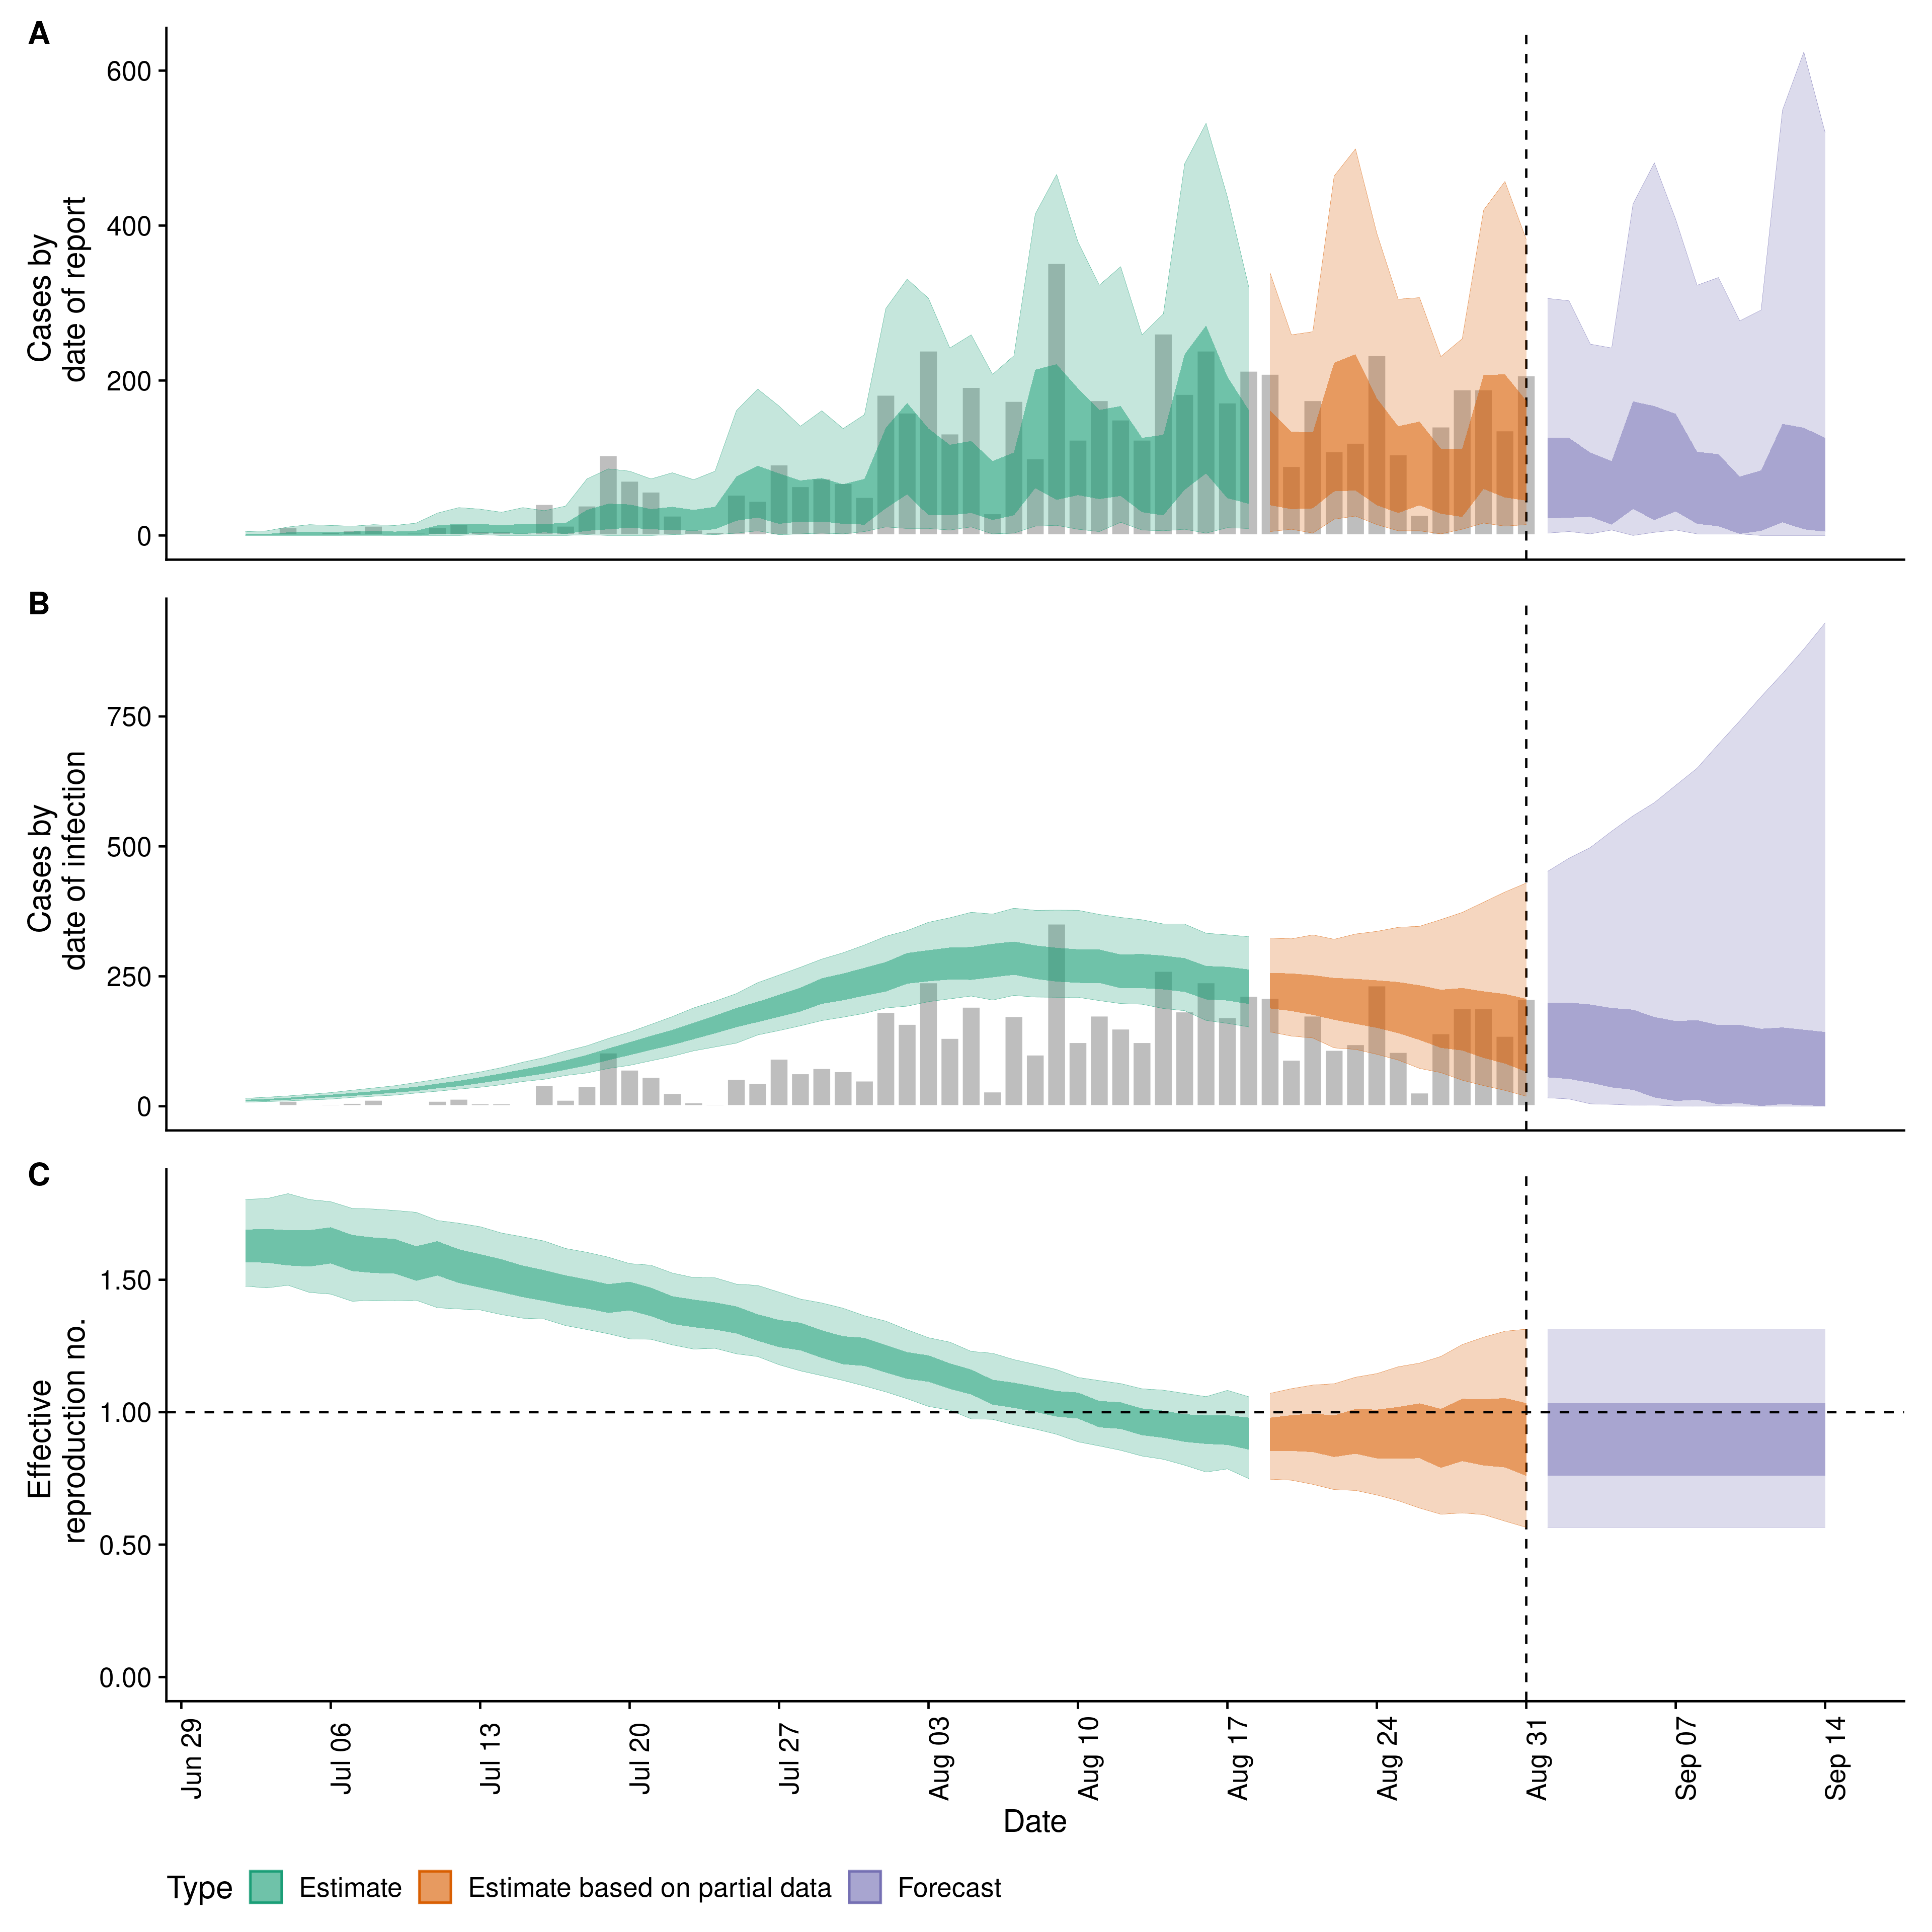 A
600
400
200
0
Cases by
date of report
B
750
500
250
0
Cases by
date of infection
C
1.50
1.00
0.50
0.00
Effective
reproduction no.
Jun 29
Jul 06
Jul 13
Jul 20
Jul 27
Aug 03
Aug 10
Aug 17
Aug 24
Aug 31
Sep 07
Sep 14
Date
Type Estimate Estimate based on partial data Forecast